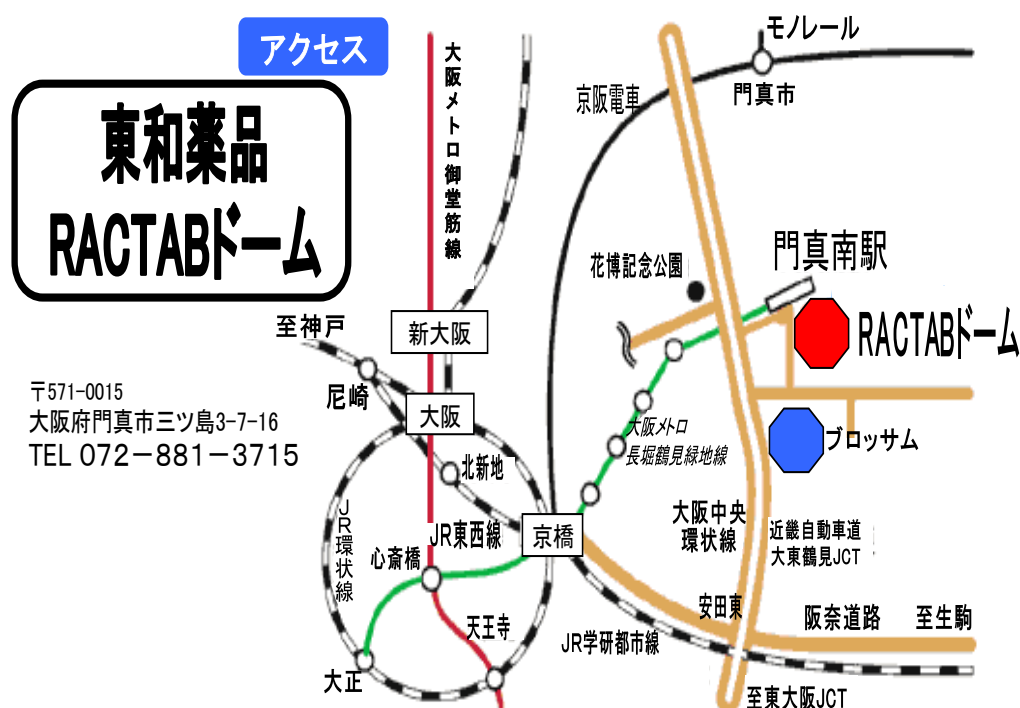 アクセス
東和薬品
RACTABドーム
〒571-0015
大阪府門真市三ツ島3-7-16
TEL 072-881-3715
大阪メトロ御堂筋線
モノレール
京阪電車
門真市
花博記念公園
門真南駅
RACTABドーム
至神戸
新大阪
尼崎
大阪
大阪メトロ
長堀鶴見緑地線
ブロッサム
北新地
JR環状線
JR東西線
京橋
心斎橋
大阪中央
環状線
近畿自動車道
大東鶴見JCT
天王寺
大正
JR学研都市線
安田東
阪奈道路
至生駒
至東大阪JCT